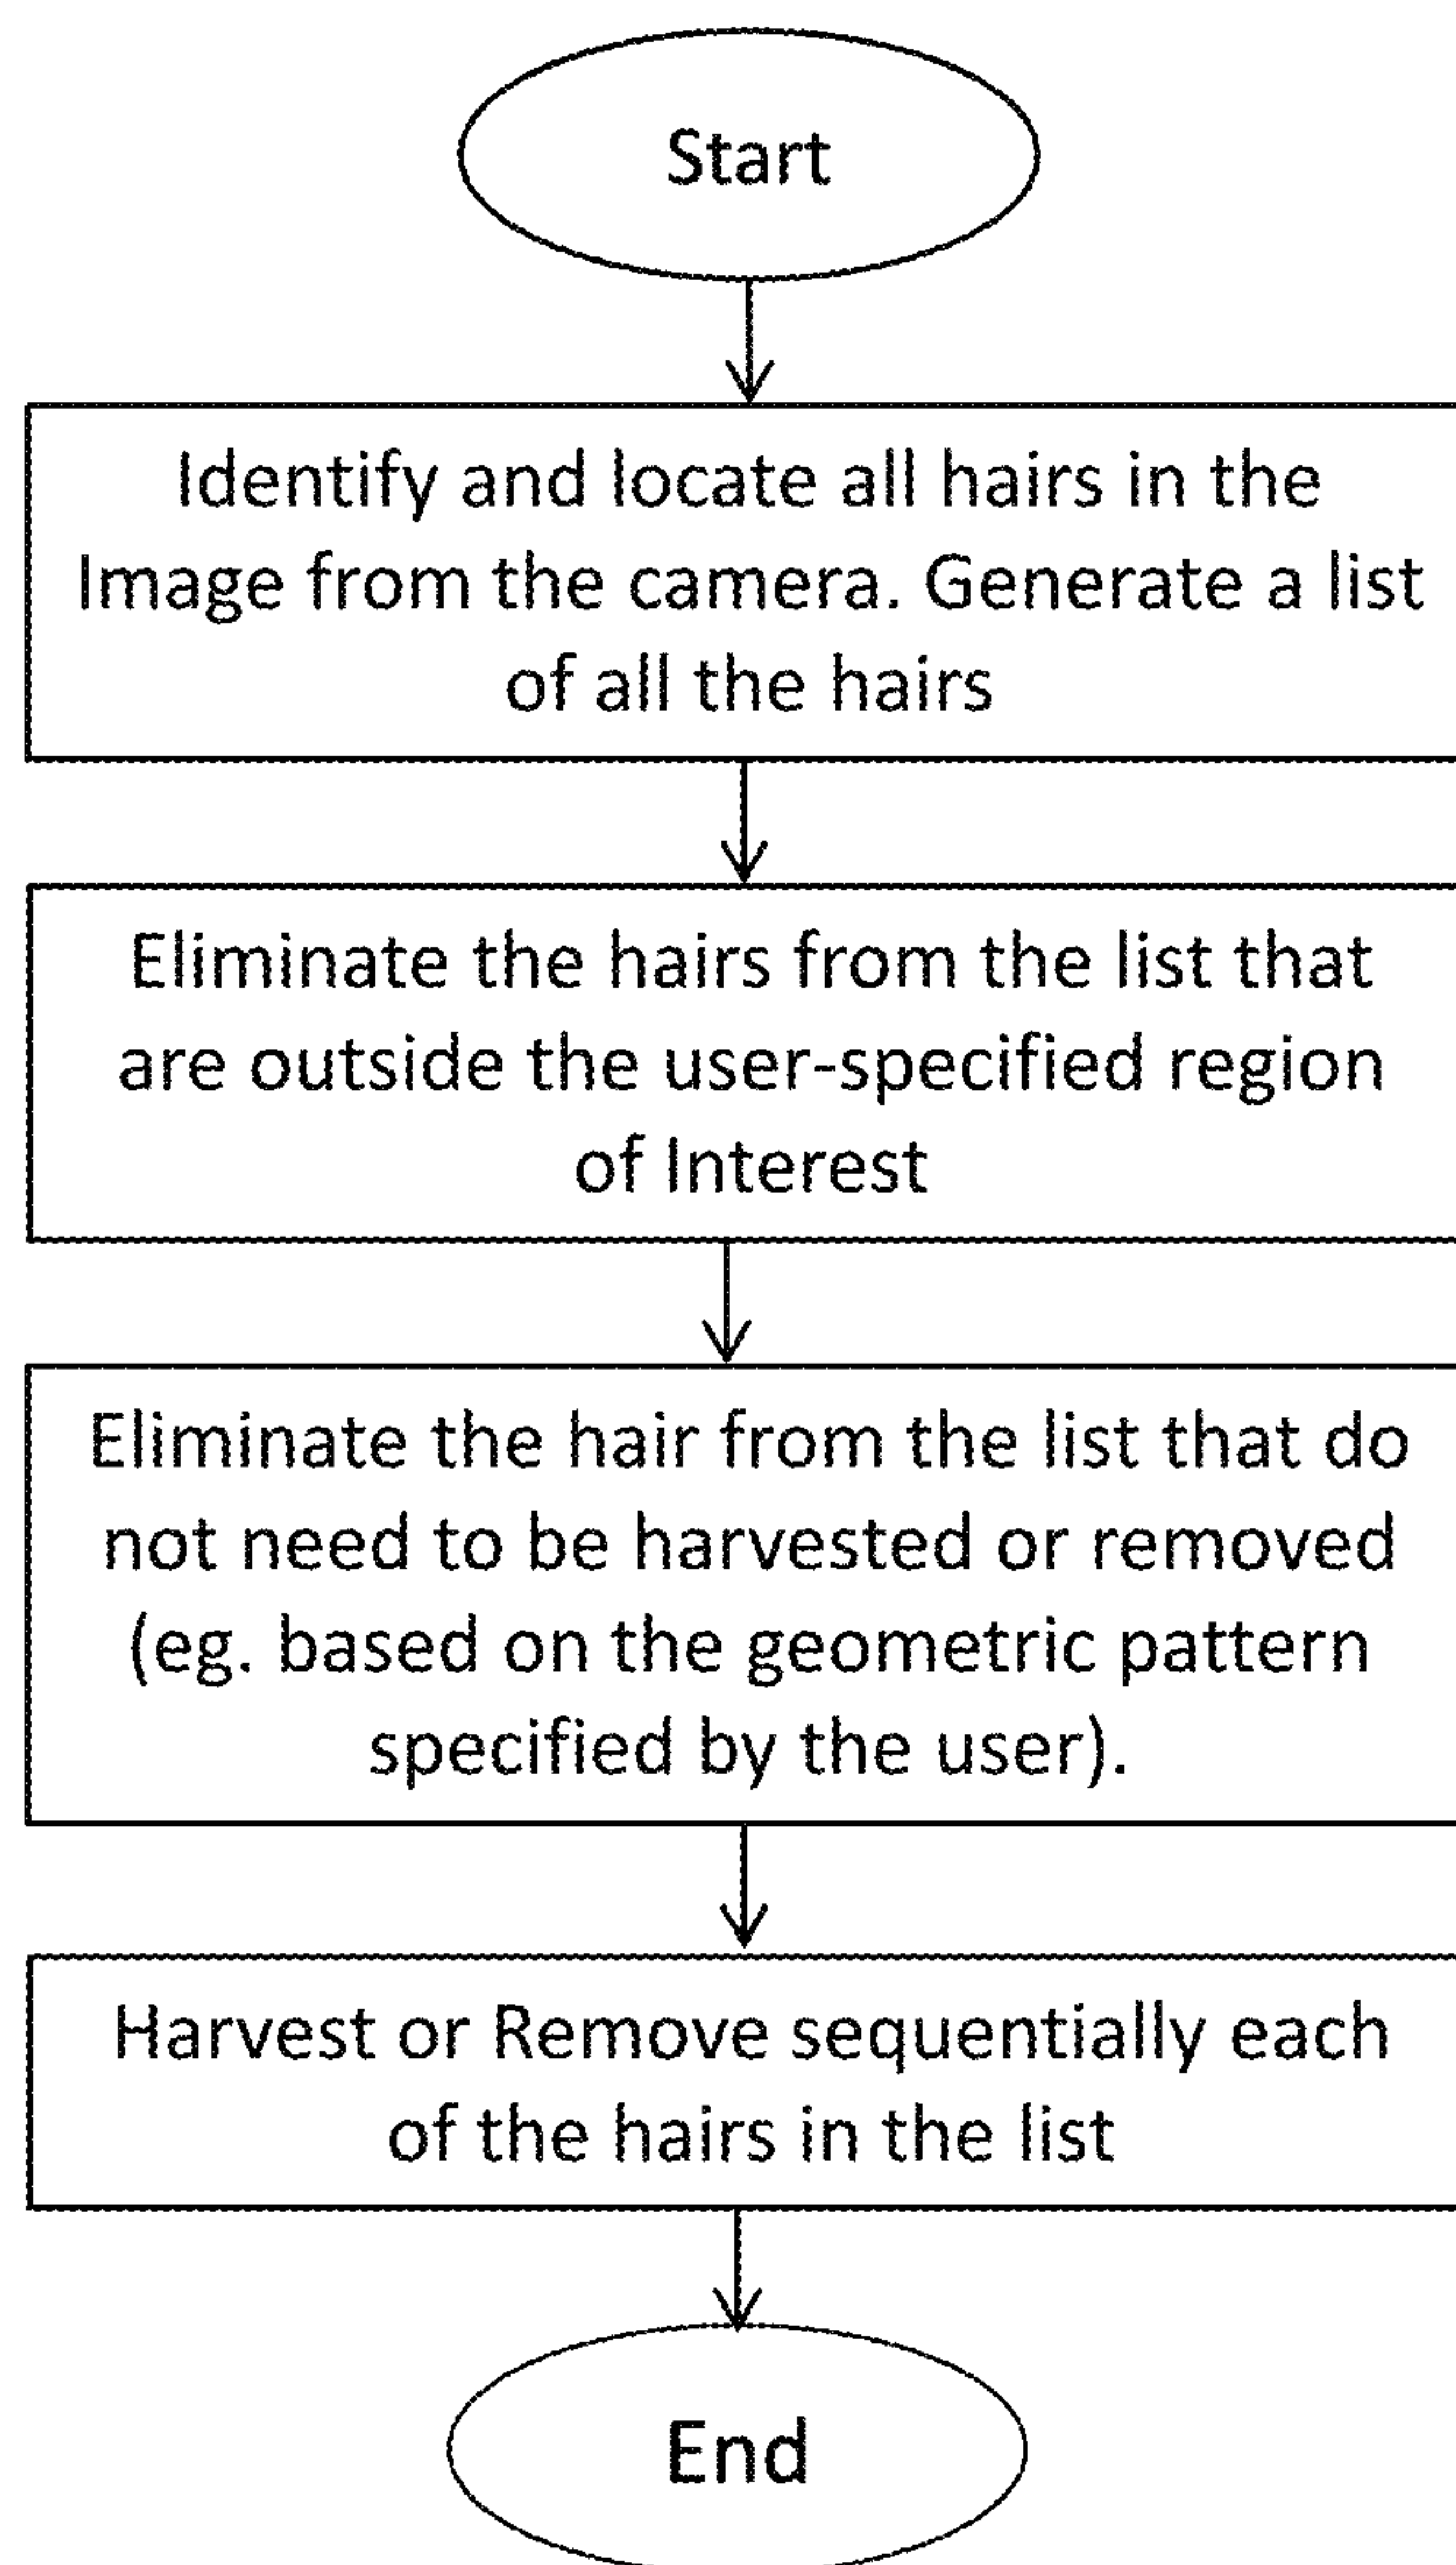 Start
Identify and locate all hairs in the
Image from the camera. Generate a list
of all the hairs
Eliminate the hairs from the list that
are outside the user-specified region
of Interest
Eliminate the hair from the list that do
not need to be harvested or removed
(eg. based on the geometric pattern
specified by the user).
Harvest or Remove sequentially each
of the hairs in the list
End